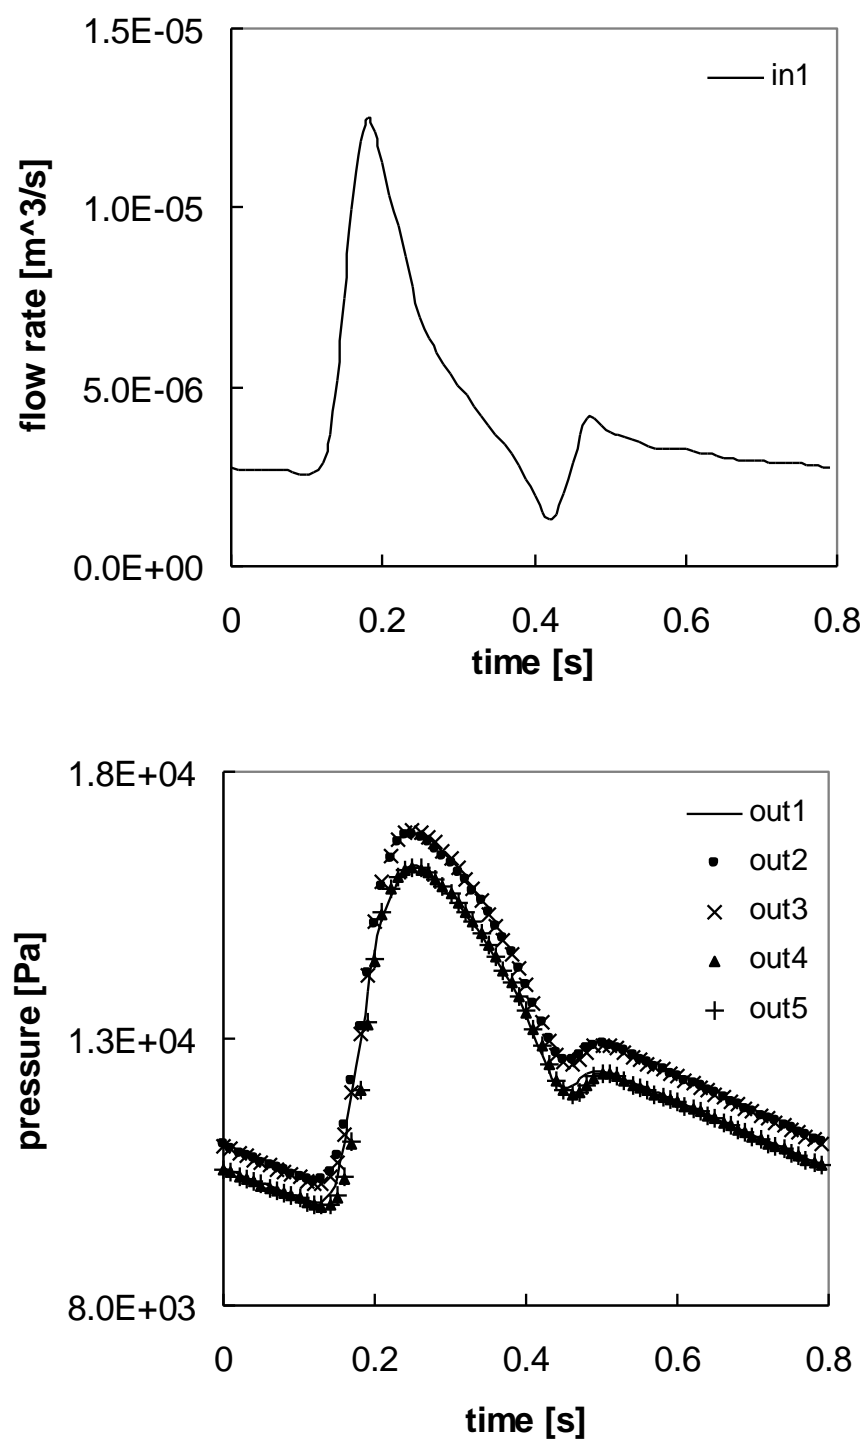 1.5E-05
in1
1.0E-05
flow rate [m^3/s]
5.0E-06
0.0E+00
0 0.2 0.4 0.6 0.8
time [s]
1.8E+04
out1
out2
out3
out4
out5
pressure [Pa]
1.3E+04
8.0E+03
0 0.2 0.4 0.6 0.8
time [s]